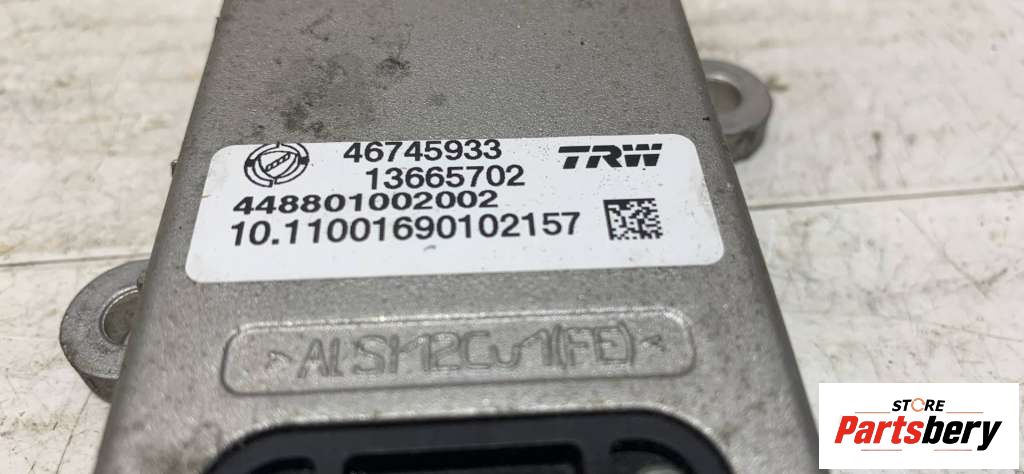 46745933
TRW
13665702
448801002002
10.11001690102157
>ALSI12Cu1(FE)<
STORE
Partsbery